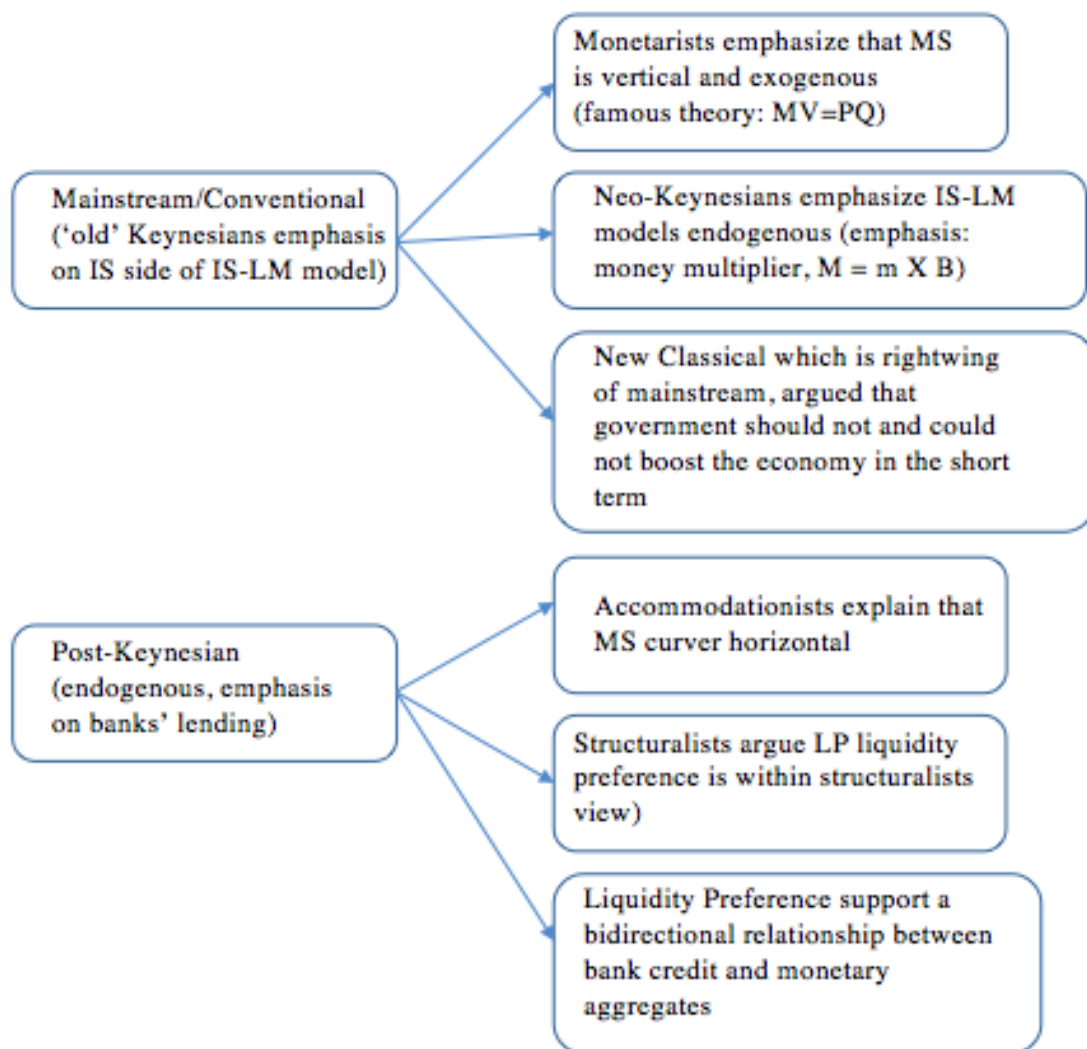 Monetarists emphasize that MS
is vertical and exogenous
(famous theory: MV=PQ)
Mainstream/Conventional
(‘old’ Keynesians emphasis
on IS side of IS-LM model)
Neo-Keynesians emphasize IS-LM
models endogenous (emphasis:
money multiplier, M = m X B)
New Classical which is rightwing
of mainstream, argued that
government should not and could
not boost the economy in the short
term
Post-Keynesian
(endogenous, emphasis
on banks’ lending)
Accommodationists explain that
MS curver horizontal
Structuralists argue LP liquidity
preference is within structuralists
view)
Liquidity Preference support a
bidirectional relationship between
bank credit and monetary
aggregates